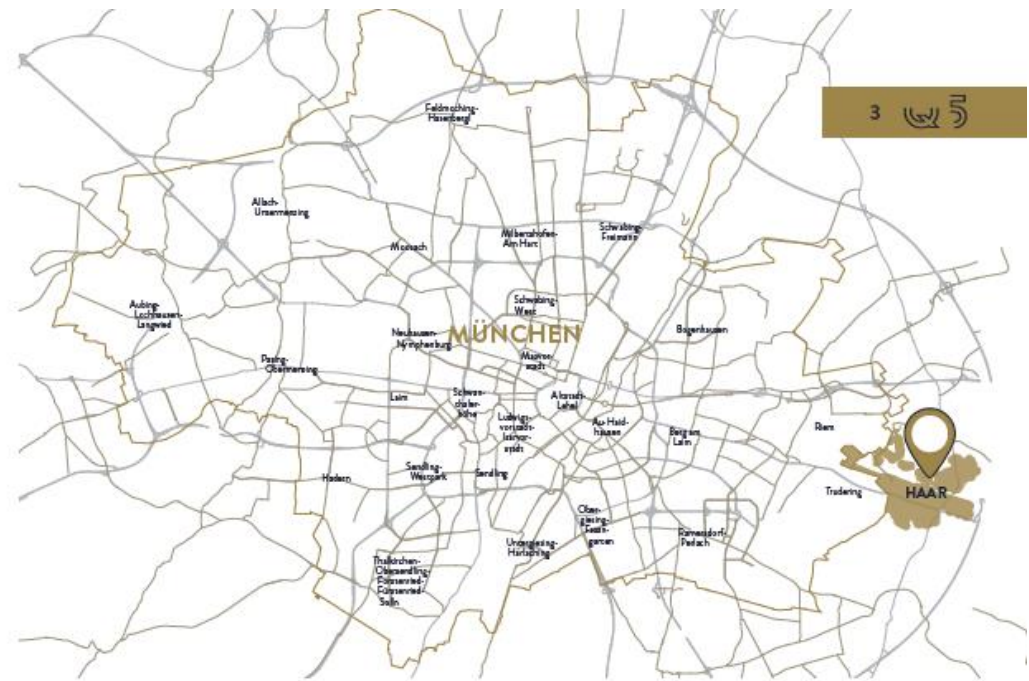 3
Feldmoching-
Hasenbergl
Allach-
Untermenzing
Moosach
Milbertshofen-
Am Hart
Schwabing-
Freimann
Aubing-
Lochhausen-
Langwied
Schwabing-
West
Neuhausen-
Nymphenburg
MÜNCHEN
Bogenhausen
Maxvor-
stadt
Pasing-
Obermenzing
Laim
Schwan-
thaler-
höhe
Altstadt-
Lehel
Ludwigs-
vorstadt-
Isarvor-
stadt
Au-Haid-
hausen
Berg am
Laim
Riem
Hadern
Sendling-
Westpark
Sendling
Trudering
HAAR
Ober-
giesing-
Fasan-
garten
Untergiesing-
Harlaching
Ramersdorf-
Perlach
Thalkirchen-
Obersendling-
Forstenried-
Fürstenried-
Solln